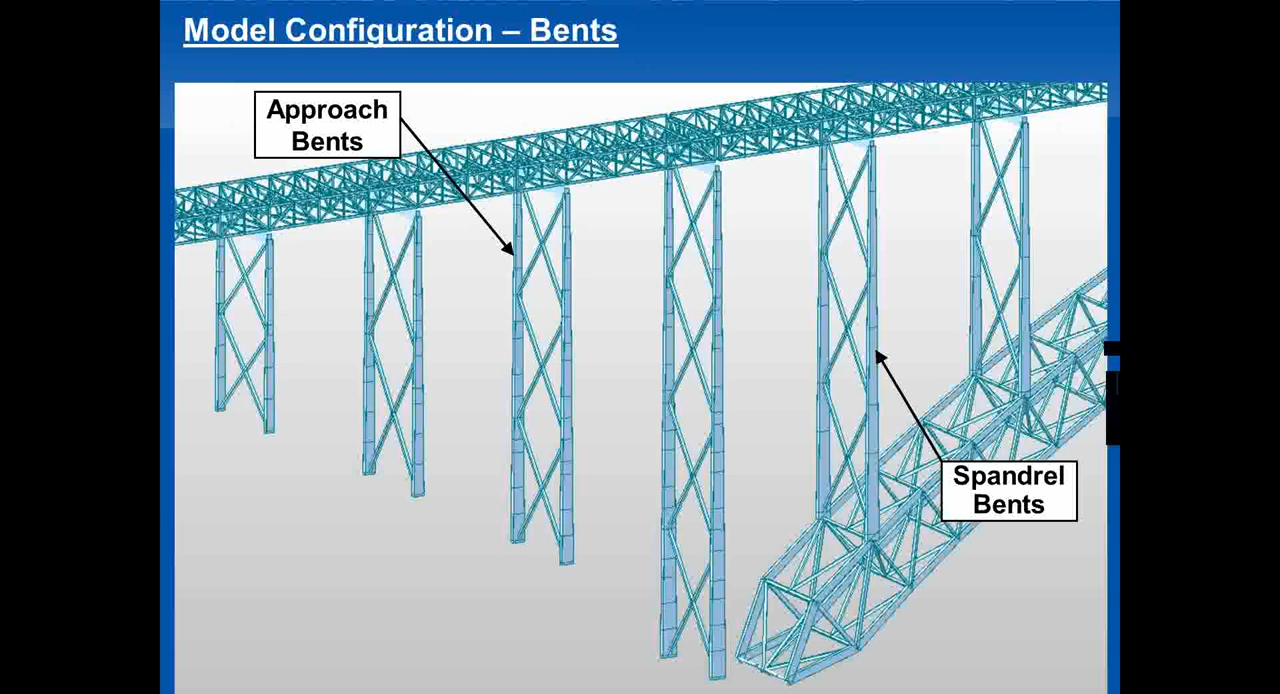 Model Configuration – Bents
Approach
Bents
Spandrel
Bents